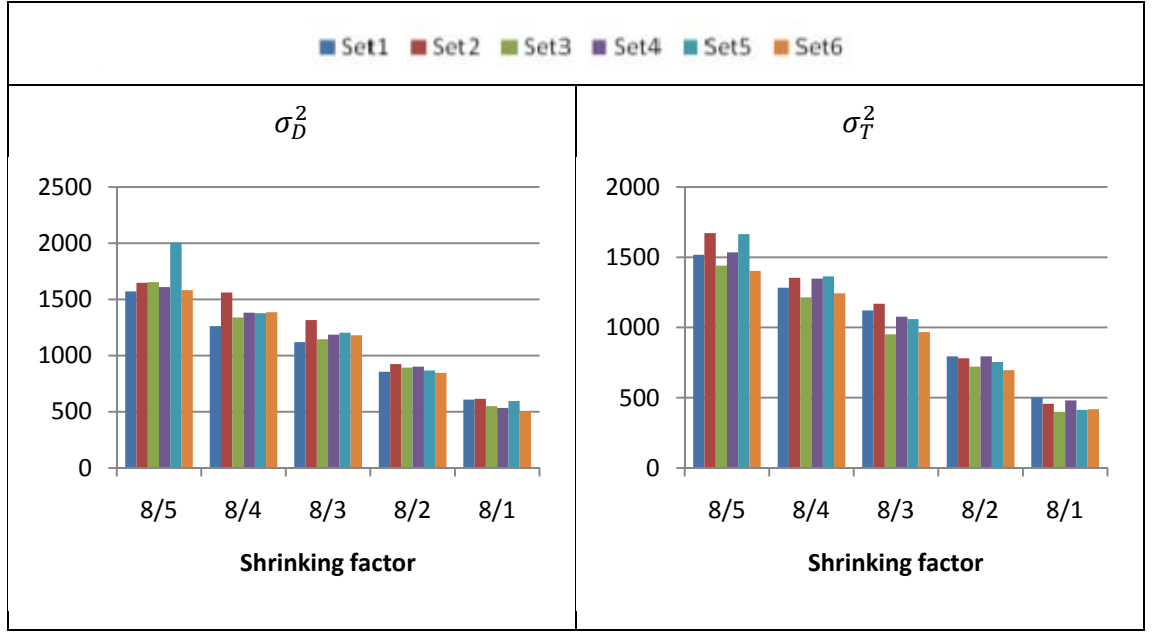 Set1 Set2 Set3 Set4 Set5 Set6
σ_D^2
2500
2000
1500
1000
500
0
8/5 8/4 8/3 8/2 8/1
Shrinking factor
σ_T^2
2000
1500
1000
500
0
8/5 8/4 8/3 8/2 8/1
Shrinking factor